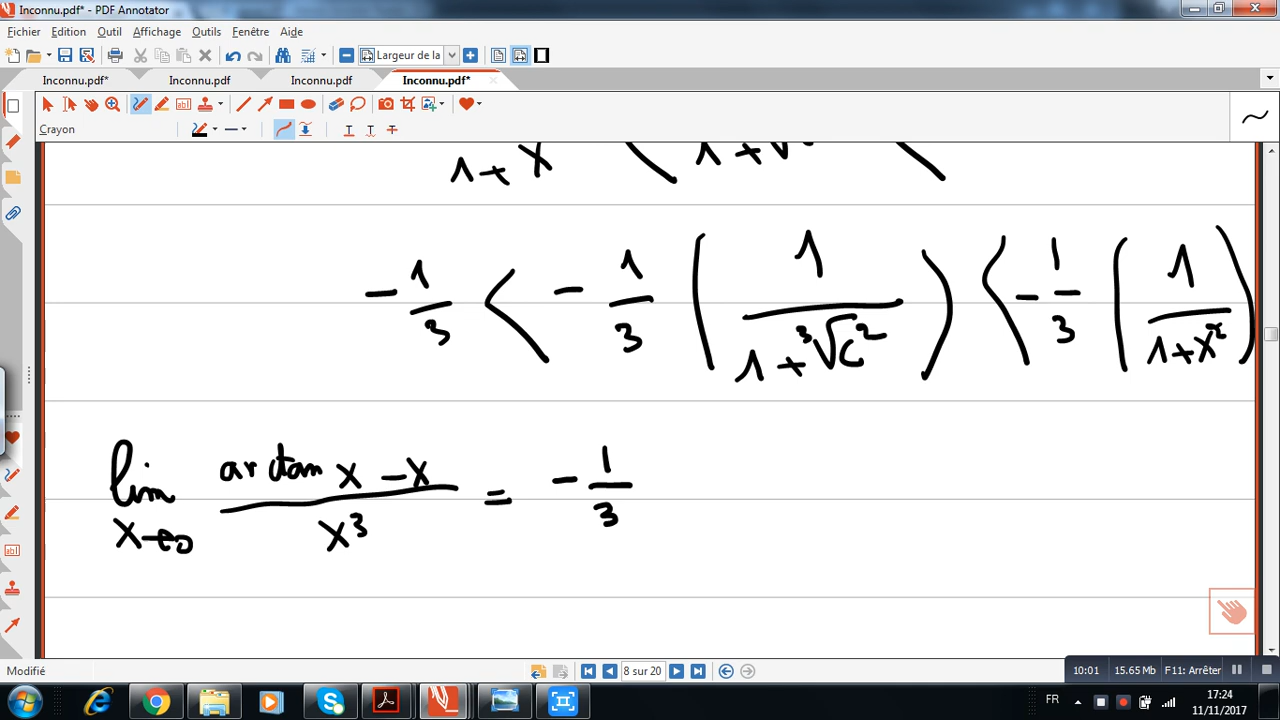 Inconnu.pdf* - PDF Annotator
Fichier Edition Outil Affichage Outils Fenêtre Aide
Largeur de la
Inconnu.pdf* Inconnu.pdf Inconnu.pdf Inconnu.pdf*
Crayon
1+x < 1+√ <
-1/3 < -1/3 (1/(1+³√c²)) < -1/3 (1/(1+x²))
lim x→0 (arctan x - x)/x³ = -1/3
Modifié 8 sur 20 10:01 15.65 Mb F11: Arrêter
FR 17:24
11/11/2017